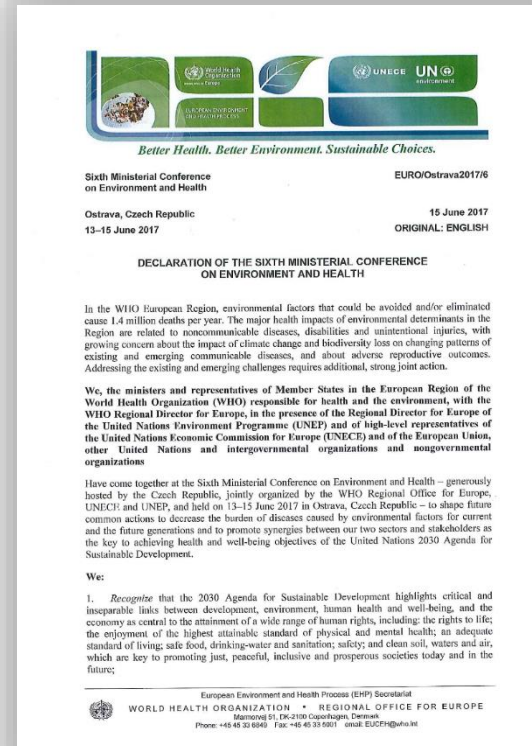 World Health
Organization
Europe
EUROPEAN ENVIRONMENT
AND HEALTH PROCESS
UNECE
UN
environment
Better Health. Better Environment. Sustainable Choices.
Sixth Ministerial Conference
on Environment and Health
EURO/Ostrava2017/6
Ostrava, Czech Republic
13–15 June 2017
15 June 2017
ORIGINAL: ENGLISH
DECLARATION OF THE SIXTH MINISTERIAL CONFERENCE
ON ENVIRONMENT AND HEALTH
In the WHO European Region, environmental factors that could be avoided and/or eliminated
cause 1.4 million deaths per year. The major health impacts of environmental determinants in the
Region are related to noncommunicable diseases, disabilities and unintentional injuries, with
growing concern about the impact of climate change and biodiversity loss on changing patterns of
existing and emerging communicable diseases, and about adverse reproductive outcomes.
Addressing the existing and emerging challenges requires additional, strong joint action.
We, the ministers and representatives of Member States in the European Region of the
World Health Organization (WHO) responsible for health and the environment, with the
WHO Regional Director for Europe, in the presence of the Regional Director for Europe of
the United Nations Environment Programme (UNEP) and of high-level representatives of
the United Nations Economic Commission for Europe (UNECE) and of the European Union,
other United Nations and intergovernmental organizations and nongovernmental
organizations
Have come together at the Sixth Ministerial Conference on Environment and Health – generously
hosted by the Czech Republic, jointly organized by the WHO Regional Office for Europe,
UNECE and UNEP, and held on 13–15 June 2017 in Ostrava, Czech Republic – to shape future
common actions to decrease the burden of diseases caused by environmental factors for current
and the future generations and to promote synergies between our two sectors and stakeholders as
the key to achieving health and well-being objectives of the United Nations 2030 Agenda for
Sustainable Development.
We:
1. Recognize that the 2030 Agenda for Sustainable Development highlights critical and
inseparable links between development, environment, human health and well-being, and the
economy as central to the attainment of a wide range of human rights, including: the rights to life;
the enjoyment of the highest attainable standard of physical and mental health; an adequate
standard of living; safe food, drinking-water and sanitation; safety; and clean soil, waters and air,
which are key to promoting just, peaceful, inclusive and prosperous societies today and in the
future;
European Environment and Health Process (EHP) Secretariat
WORLD HEALTH ORGANIZATION • REGIONAL OFFICE FOR EUROPE
Marmorvej 51, DK-2100 Copenhagen, Denmark
Phone: +45 45 33 6849 Fax: +45 45 33 5001 email: EUCEH@who.int